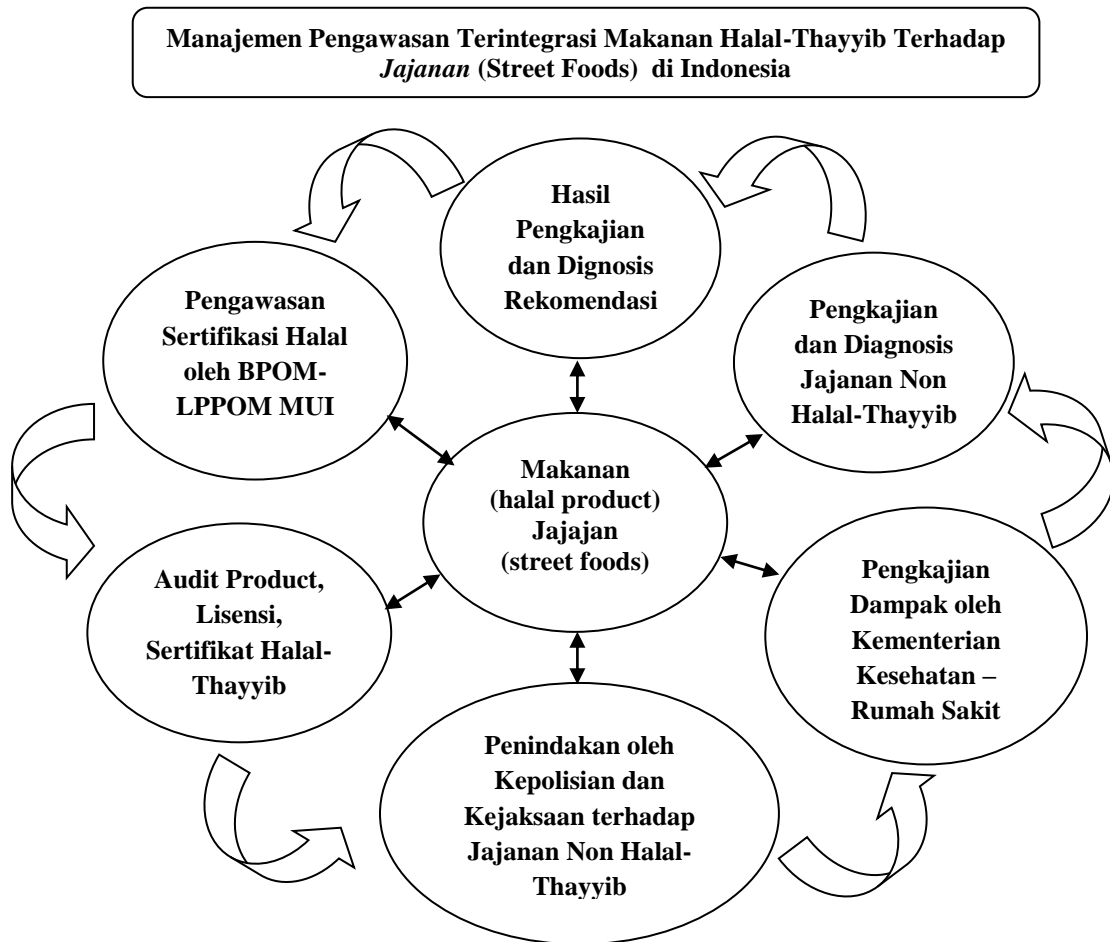 Manajemen Pengawasan Terintegrasi Makanan Halal-Thayyib Terhadap
Jajanan (Street Foods) di Indonesia
Hasil
Pengkajian
dan Dignosis
Rekomendasi
Pengawasan
Sertifikasi Halal
oleh BPOM-
LPPOM MUI
Pengkajian
dan Diagnosis
Jajanan Non
Halal-Thayyib
Makanan
(halal product)
Jajajan
(street foods)
Audit Product,
Lisensi,
Sertifikat Halal-
Thayyib
Pengkajian
Dampak oleh
Kementerian
Kesehatan –
Rumah Sakit
Penindakan oleh
Kepolisian dan
Kejaksaan terhadap
Jajanan Non Halal-
Thayyib